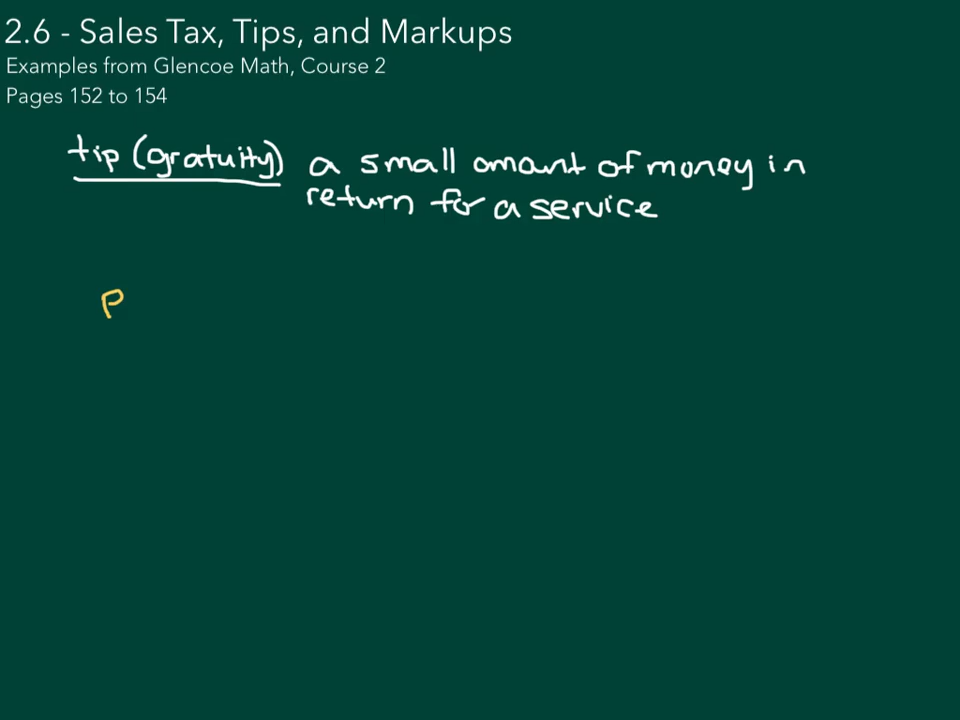 2.6 - Sales Tax, Tips, and Markups
Examples from Glencoe Math, Course 2
Pages 152 to 154
tip (gratuity) a small amount of money in
return for a service
P